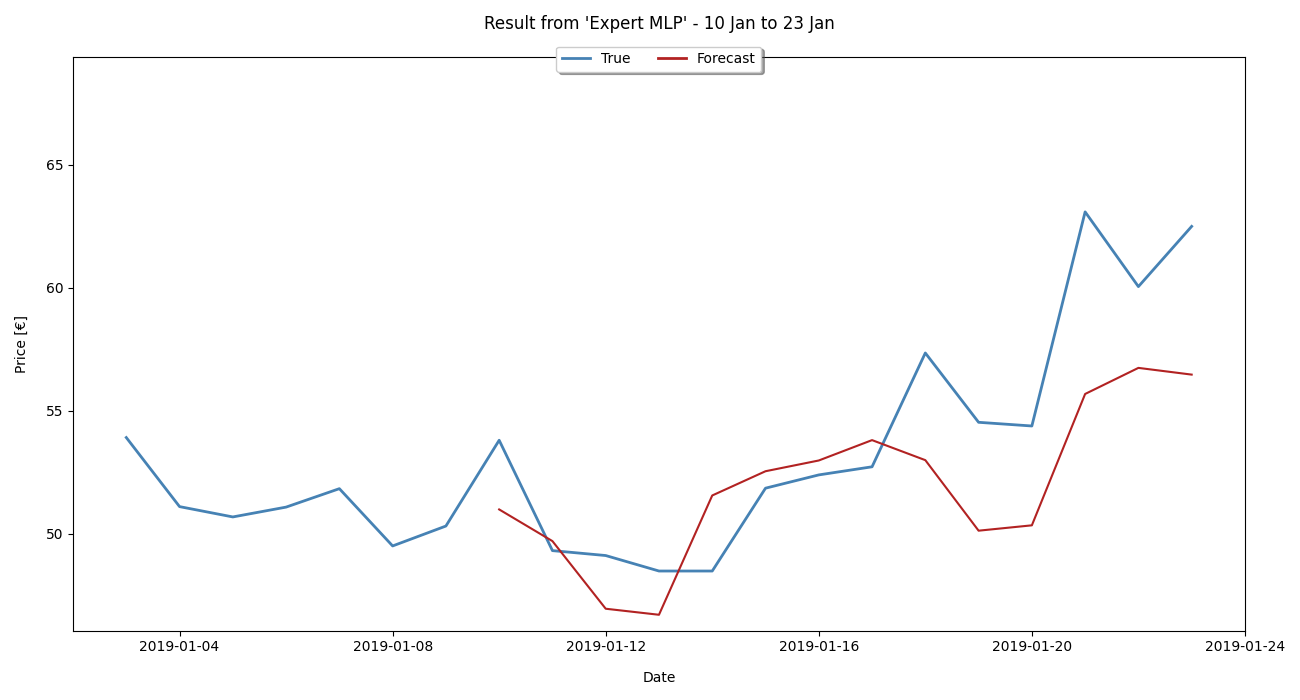 Result from 'Expert MLP' - 10 Jan to 23 Jan
True Forecast
65
60
55
50
Price [€]
2019-01-04 2019-01-08 2019-01-12 2019-01-16 2019-01-20 2019-01-24
Date